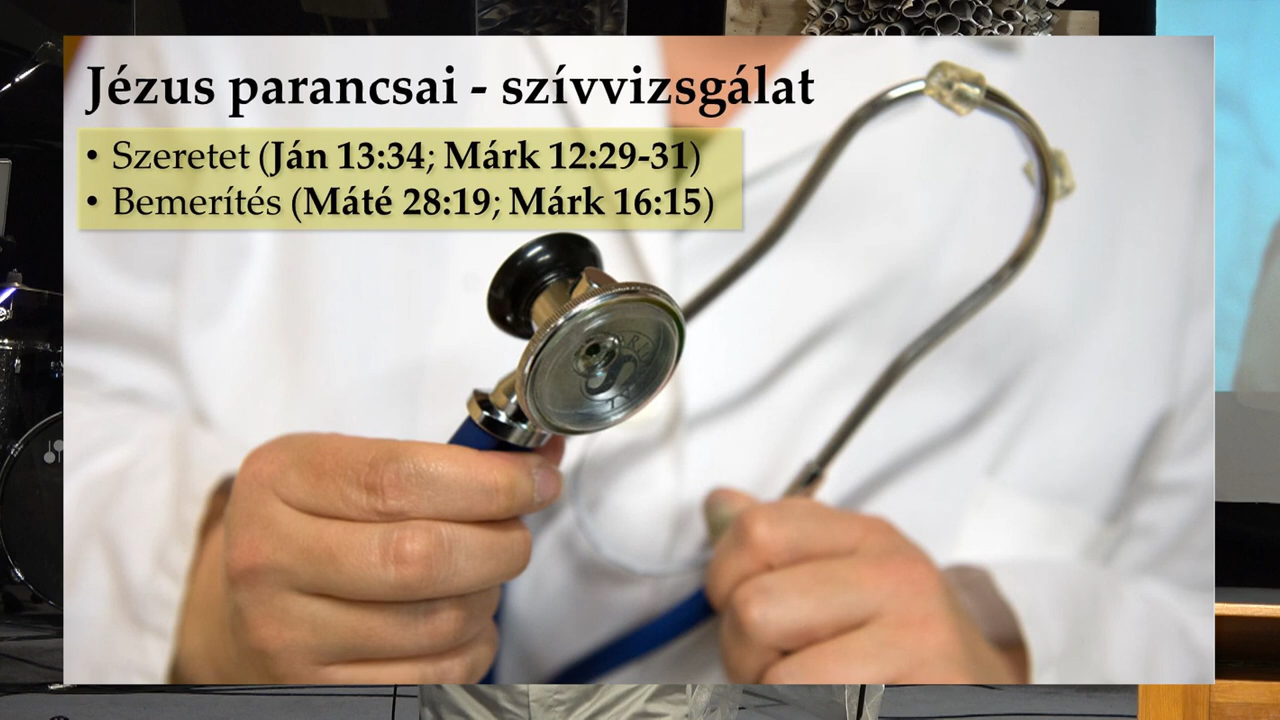 Jézus parancsai - szívvizsgálat
• Szeretet (Ján 13:34; Márk 12:29-31)
• Bemerítés (Máté 28:19; Márk 16:15)